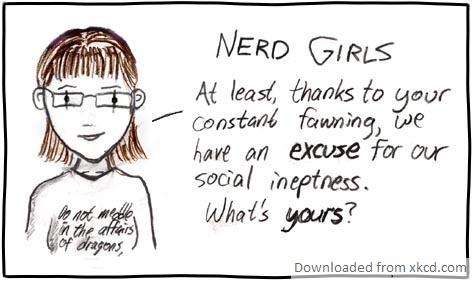 NERD GIRLS
At least, thanks to your
constant fawning, we
have an excuse for our
social ineptness.
What's yours?
Do not meddle
in the affairs
of dragons,
Downloaded from xkcd.com